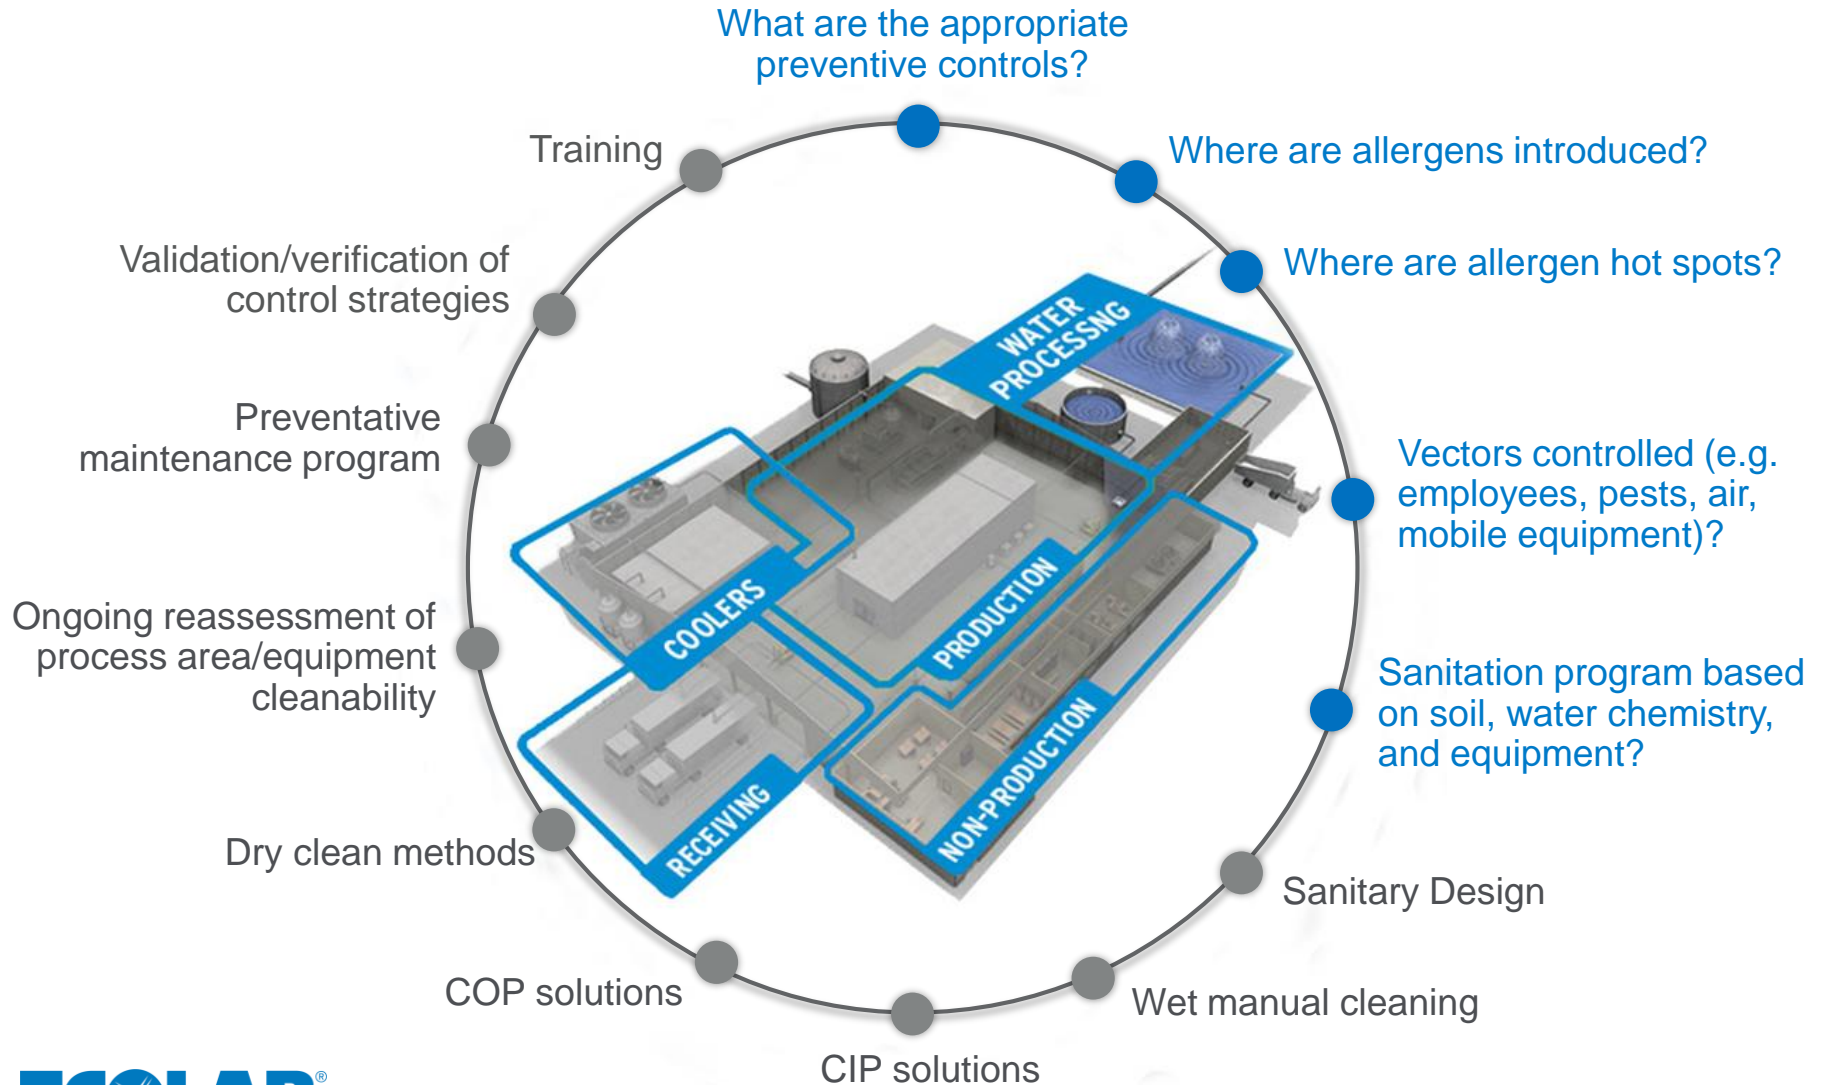 What are the appropriate
preventive controls?
Where are allergens introduced?
Where are allergen hot spots?
Vectors controlled (e.g.
employees, pests, air,
mobile equipment)?
Sanitation program based
on soil, water chemistry,
and equipment?
Sanitary Design
Wet manual cleaning
CIP solutions
COP solutions
Dry clean methods
Ongoing reassessment of
process area/equipment
cleanability
Preventative
maintenance program
Validation/verification of
control strategies
Training
WATER
PROCESSNG
COOLERS
PRODUCTION
RECEIVING
NON-PRODUCTION
ECOLAB®